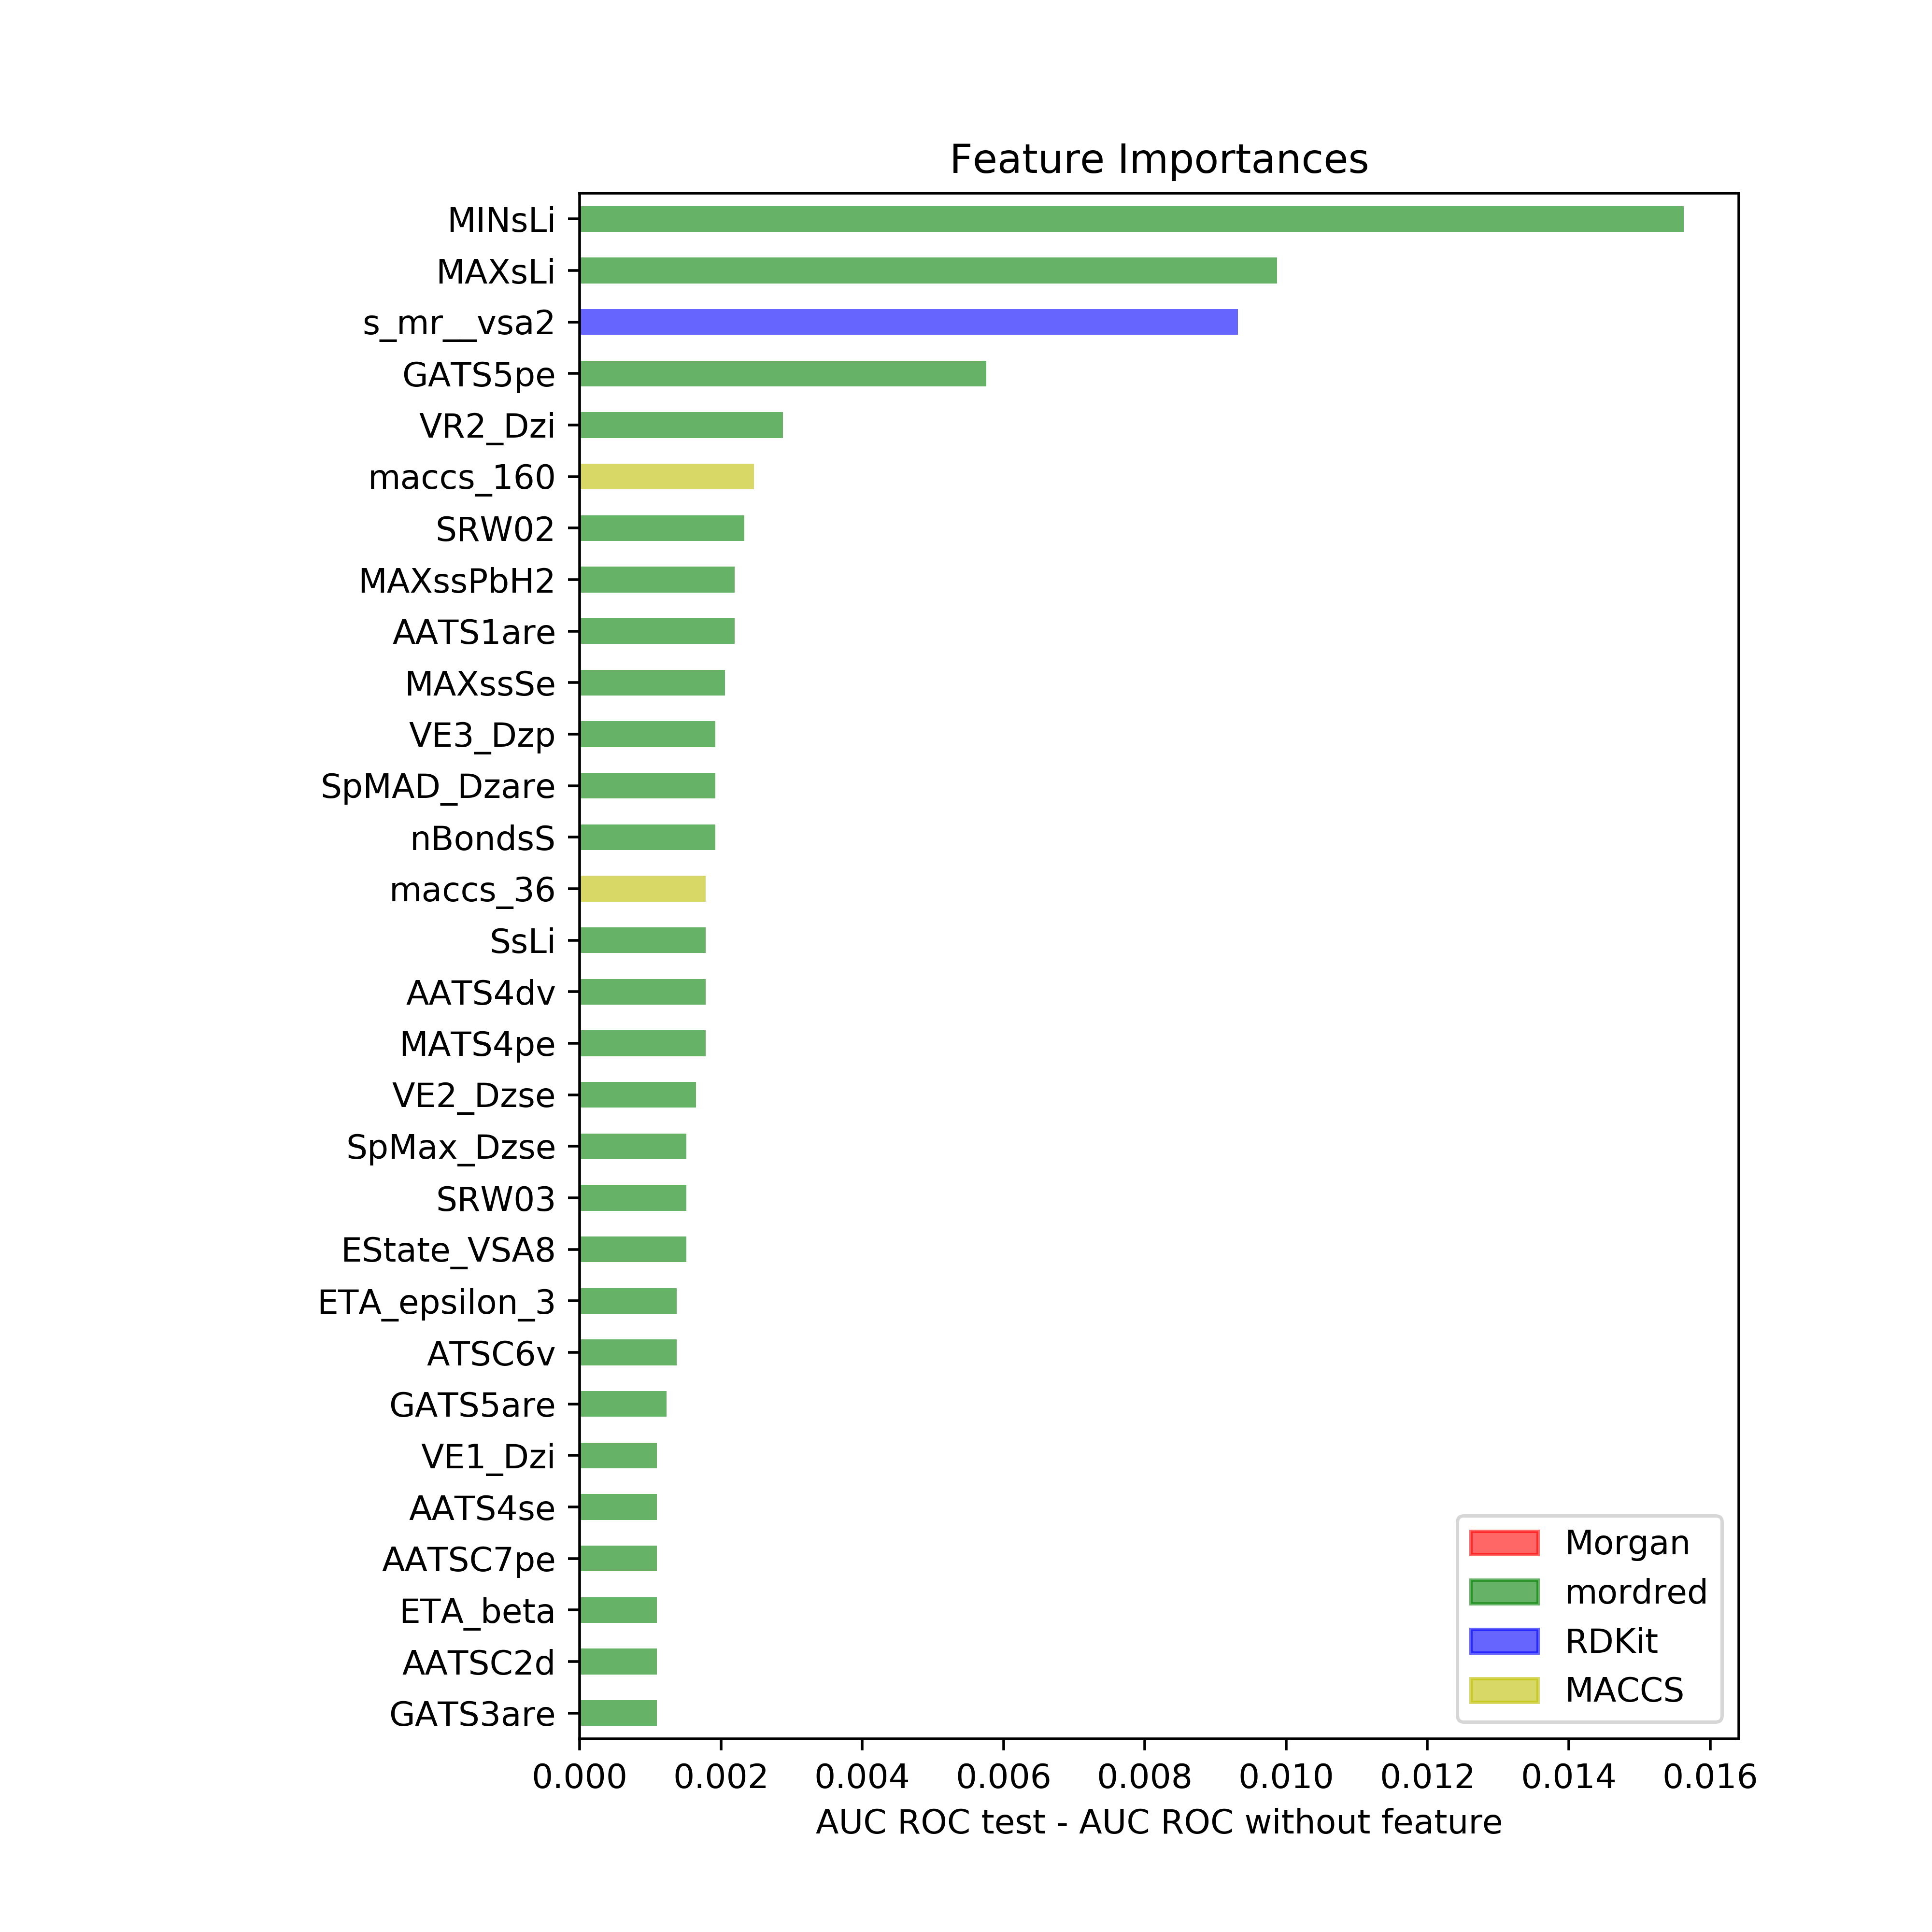 Feature Importances
MINsLi
MAXsLi
s_mr__vsa2
GATS5pe
VR2_Dzi
maccs_160
SRW02
MAXssPbH2
AATS1are
MAXssSe
VE3_Dzp
SpMAD_Dzare
nBondsS
maccs_36
SsLi
AATS4dv
MATS4pe
VE2_Dzse
SpMax_Dzse
SRW03
EState_VSA8
ETA_epsilon_3
ATSC6v
GATS5are
VE1_Dzi
AATS4se
AATSC7pe
ETA_beta
AATSC2d
GATS3are
Morgan
mordred
RDKit
MACCS
0.000 0.002 0.004 0.006 0.008 0.010 0.012 0.014 0.016
AUC ROC test - AUC ROC without feature